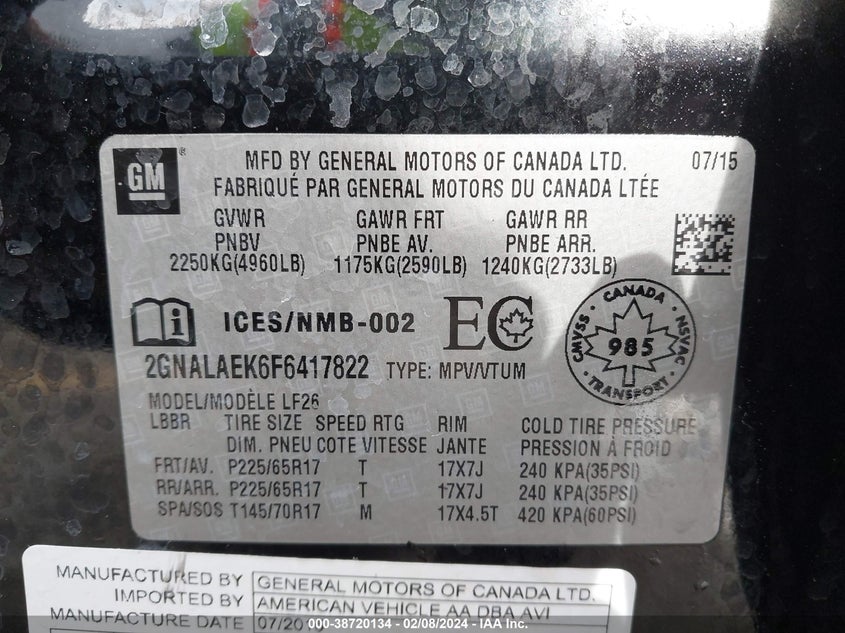 GM ® MFD BY GENERAL MOTORS OF CANADA LTD. 07/15
FABRIQUÉ PAR GENERAL MOTORS DU CANADA LTÉE
GVWR GAWR FRT GAWR RR
PNBV PNBE AV. PNBE ARR.
2250KG(4960LB) 1175KG(2590LB) 1240KG(2733LB)
ICES/NMB-002 EC
CANADA
CMVSS 985 NSVAC
TRANSPORT
2GNALAEK6F6417822 TYPE: MPV/VTUM
MODEL/MODÈLE LF26
LBBR TIRE SIZE SPEED RTG RIM COLD TIRE PRESSURE
DIM. PNEU COTE VITESSE JANTE PRESSION À FROID
FRT/AV. P225/65R17 T 17X7J 240 KPA(35PSI)
RR/ARR. P225/65R17 T 17X7J 240 KPA(35PSI)
SPA/SOS T145/70R17 M 17X4.5T 420 KPA(60PSI)
MANUFACTURED BY GENERAL MOTORS OF CANADA LTD.
IMPORTED BY AMERICAN VEHICLE AA DBA AVI
MANUFACTURE DATE
000-38720134 - 02/08/2024 - IAA Inc.